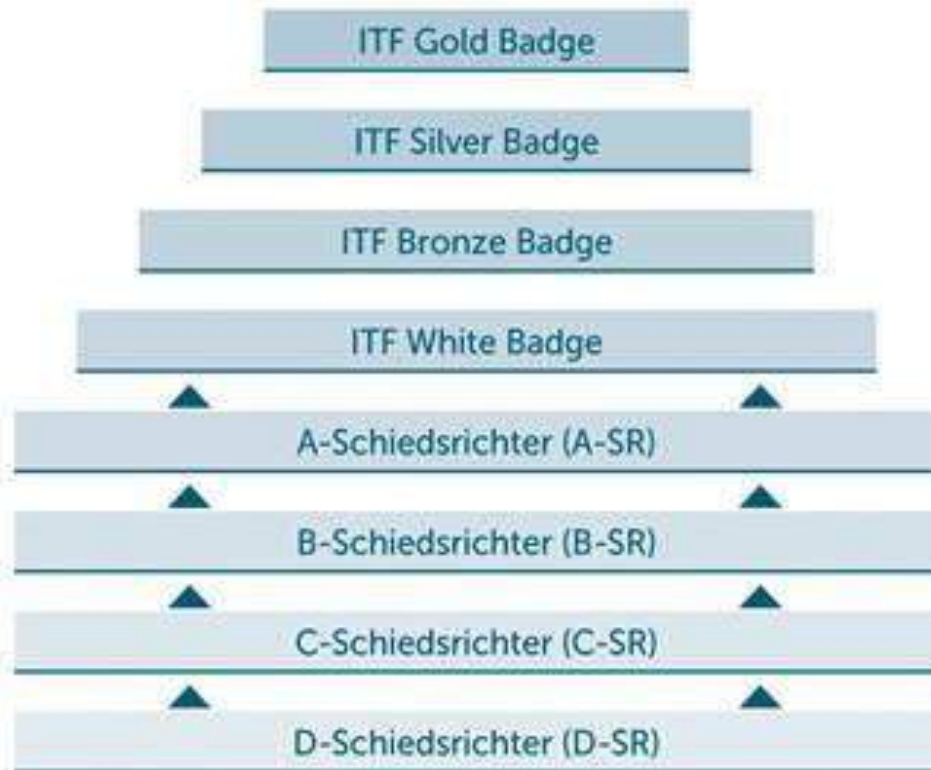 ITF Gold Badge
ITF Silver Badge
ITF Bronze Badge
ITF White Badge
A-Schiedsrichter (A-SR)
B-Schiedsrichter (B-SR)
C-Schiedsrichter (C-SR)
D-Schiedsrichter (D-SR)